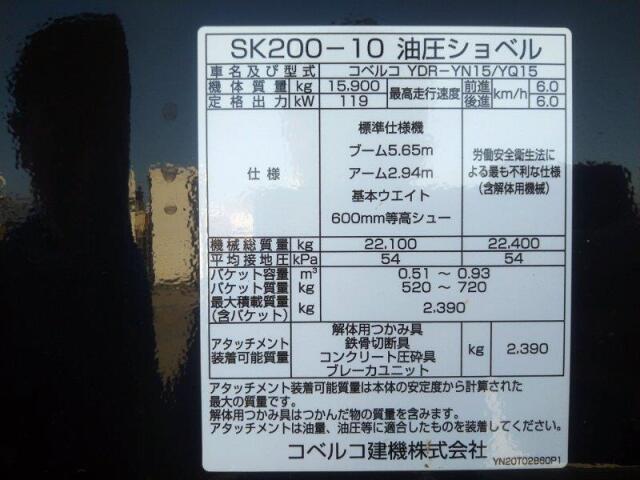 SK200-10 油圧ショベル
車名及び型式 コベルコ YDR-YN15/YQ15
機体質量 kg 15,900 最高走行速度 前進 km/h 6.0
定格出力 kW 119 後進 6.0
仕様
標準仕様機
ブーム5.65m
アーム2.94m
基本ウエイト
600mm等高シュー
労働安全衛生法に
よる最も不利な仕様
(含解体用機械)
機械総質量 kg 22,100 22,400
平均接地圧 kPa 54 54
バケット容量 m³ 0.51 ~ 0.93
バケット質量 kg 520 ~ 720
最大積載質量
(含バケット) kg 2,390
アタッチメント
装着可能質量
解体用つかみ具
鉄骨切断具
コンクリート圧砕具
ブレーカユニット
kg 2,390
アタッチメント装着可能質量は本体の安定度から計算された
最大の質量です。
解体用つかみ具はつかんだ物の質量を含みます。
アタッチメントは油量、油圧等に適合したものを装着してください。
コベルコ建機株式会社
YN20T02860P1